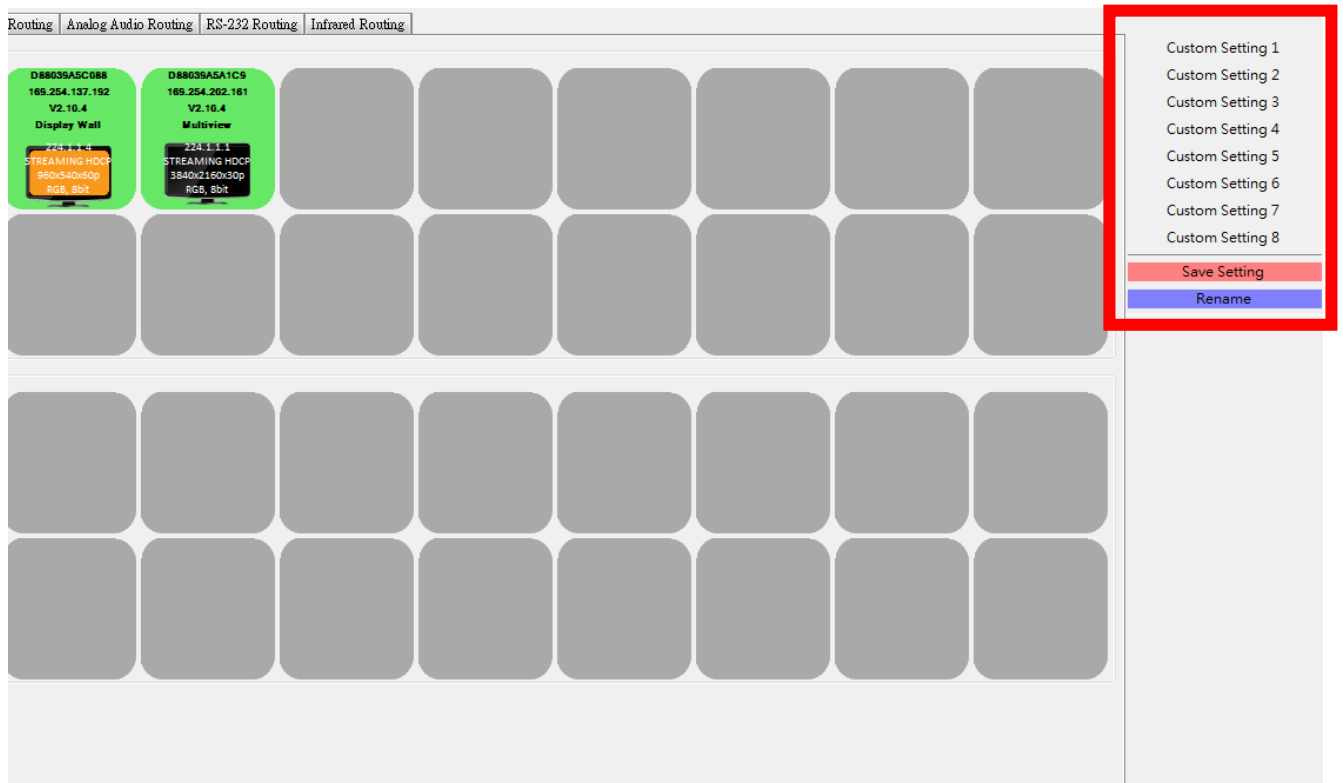 Routing
Analog Audio Routing
RS-232 Routing
Infrared Routing
D88039A5C088
169.254.137.192
V2.10.4
Display Wall
224.1.1.4
STREAMING HDCP
960x540x60p
RGB, 8bit
D88039A5A1C9
169.254.202.161
V2.10.4
Multiview
224.1.1.1
STREAMING HDCP
3840x2160x30p
RGB, 8bit
Custom Setting 1
Custom Setting 2
Custom Setting 3
Custom Setting 4
Custom Setting 5
Custom Setting 6
Custom Setting 7
Custom Setting 8
Save Setting
Rename